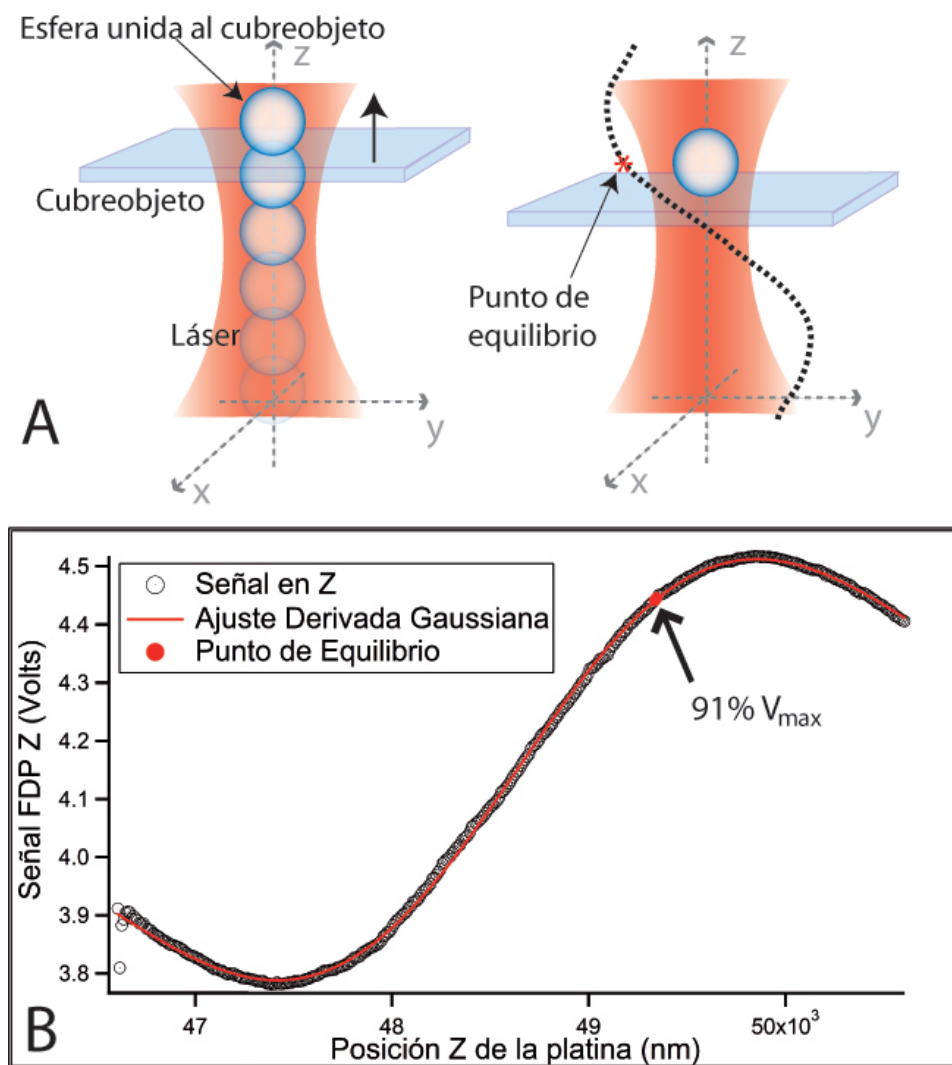 Esfera unida al cubreobjeto
z
Cubreobjeto
Láser
y
x
A
z
Punto de
equilibrio
y
x
Señal FDP Z (Volts)
4.5
4.4
4.3
4.2
4.1
4.0
3.9
3.8
Señal en Z
Ajuste Derivada Gaussiana
Punto de Equilibrio
91% Vmax
47
48
49
50x10³
Posición Z de la platina (nm)
B